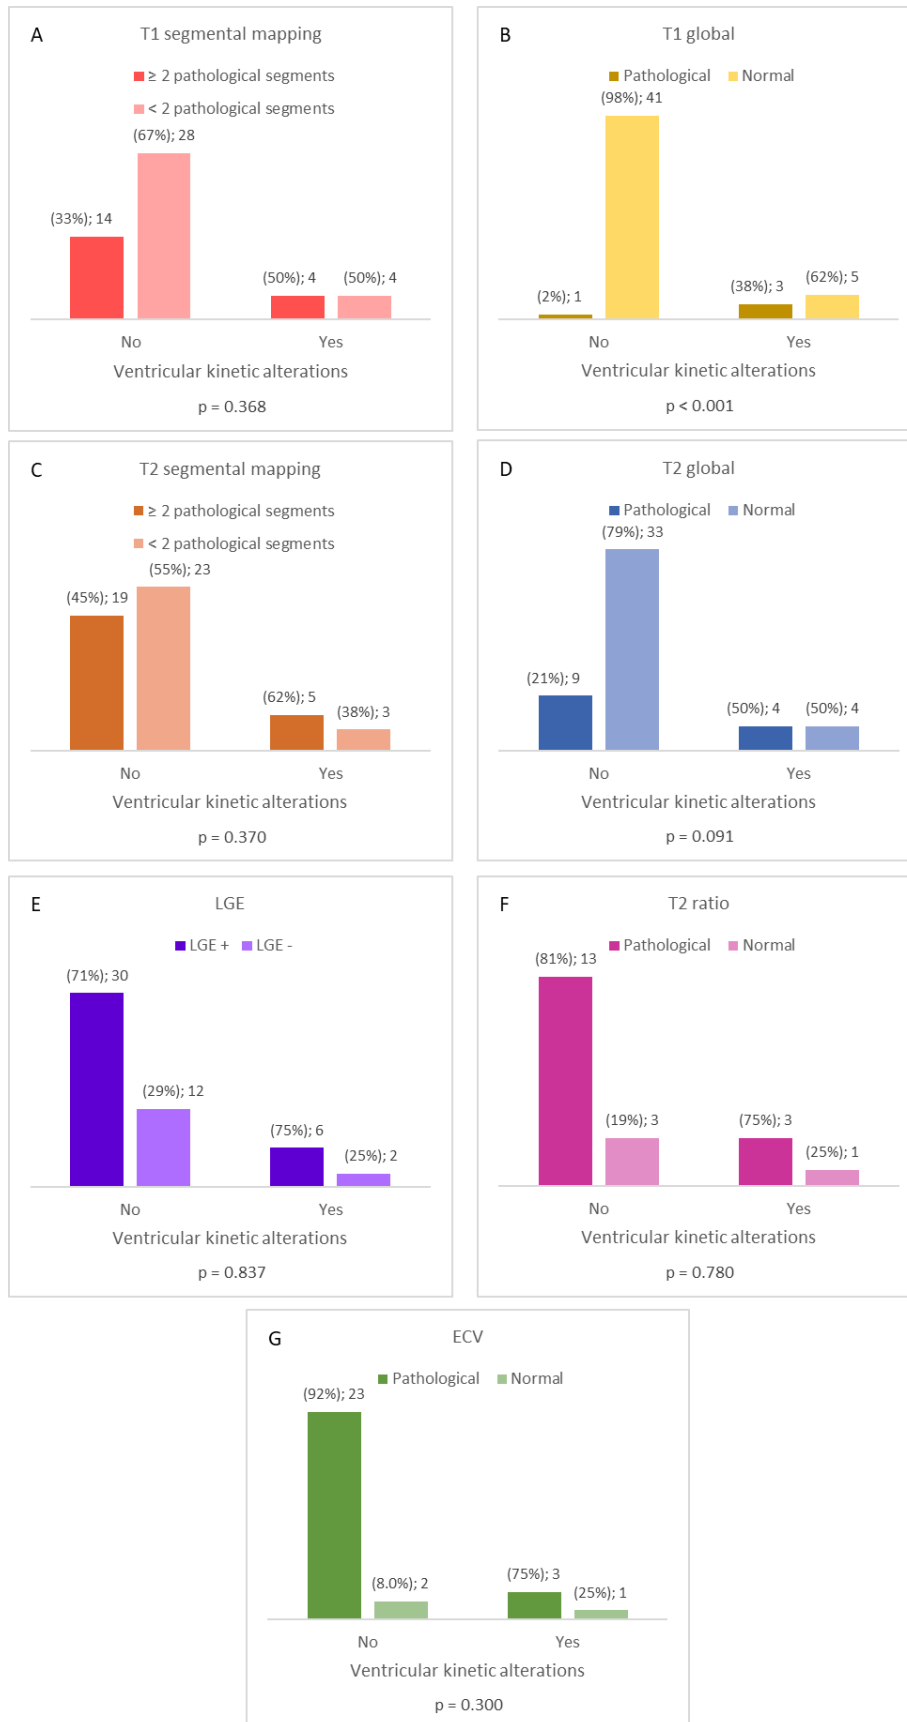 A
T1 segmental mapping
≥ 2 pathological segments
< 2 pathological segments
(67%); 28
(33%); 14
(50%); 4
(50%); 4
No
Yes
Ventricular kinetic alterations
p = 0.368
B
T1 global
Pathological
Normal
(98%); 41
(2%); 1
(38%); 3
(62%); 5
No
Yes
Ventricular kinetic alterations
p < 0.001
C
T2 segmental mapping
≥ 2 pathological segments
< 2 pathological segments
(55%); 23
(45%); 19
(62%); 5
(38%); 3
No
Yes
Ventricular kinetic alterations
p = 0.370
D
T2 global
Pathological
Normal
(79%); 33
(21%); 9
(50%); 4
(50%); 4
No
Yes
Ventricular kinetic alterations
p = 0.091
E
LGE
LGE +
LGE -
(71%); 30
(29%); 12
(75%); 6
(25%); 2
No
Yes
Ventricular kinetic alterations
p = 0.837
F
T2 ratio
Pathological
Normal
(81%); 13
(19%); 3
(75%); 3
(25%); 1
No
Yes
Ventricular kinetic alterations
p = 0.780
G
ECV
Pathological
Normal
(92%); 23
(8.0%); 2
(75%); 3
(25%); 1
No
Yes
Ventricular kinetic alterations
p = 0.300